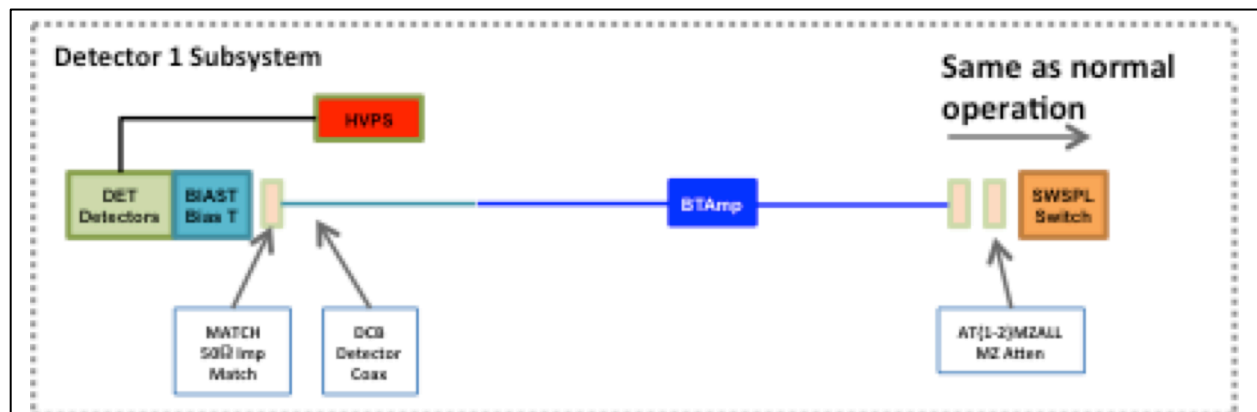 Detector 1 Subsystem
Same as normal
operation
HVPS
DET
Detectors
BIAST
Bias T
BTAmp
SWSPL
Switch
MATCH
50Ω Imp
Match
DCB
Detector
Coax
AT{1-2}MZALL
MZ Atten